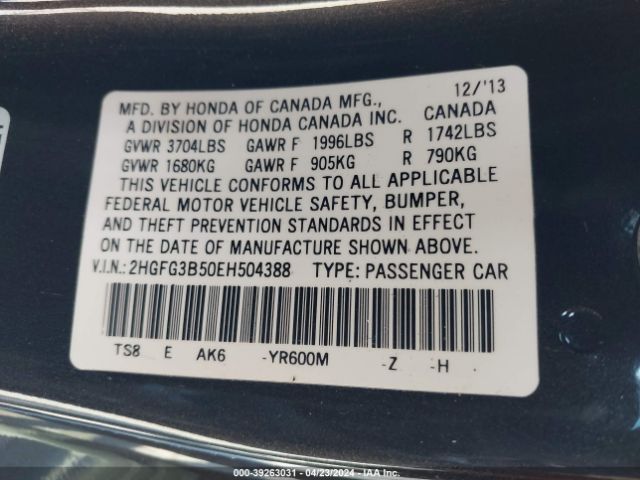 12/'13
MFD. BY HONDA OF CANADA MFG., CANADA
A DIVISION OF HONDA CANADA INC.
GVWR 3704LBS GAWR F 1996LBS R 1742LBS
GVWR 1680KG GAWR F 905KG R 790KG
THIS VEHICLE CONFORMS TO ALL APPLICABLE
FEDERAL MOTOR VEHICLE SAFETY, BUMPER,
AND THEFT PREVENTION STANDARDS IN EFFECT
ON THE DATE OF MANUFACTURE SHOWN ABOVE.
V.I.N.: 2HGFG3B50EH504388 TYPE: PASSENGER CAR
TS8 E AK6 -YR600M -Z -H
000-39263031 - 04/23/2024 - IAA Inc.